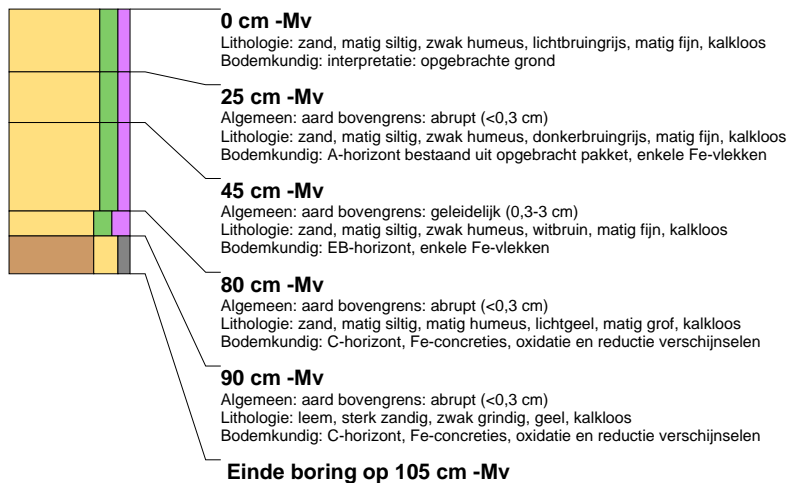 0 cm -Mv
Lithologie: zand, matig siltig, zwak humeus, lichtbruingrijs, matig fijn, kalkloos
Bodemkundig: interpretatie: opgebrachte grond
25 cm -Mv
Algemeen: aard bovengrens: abrupt (<0,3 cm)
Lithologie: zand, matig siltig, zwak humeus, donkerbruingrijs, matig fijn, kalkloos
Bodemkundig: A-horizont bestaand uit opgebracht pakket, enkele Fe-vlekken
45 cm -Mv
Algemeen: aard bovengrens: geleidelijk (0,3-3 cm)
Lithologie: zand, matig siltig, zwak humeus, witbruin, matig fijn, kalkloos
Bodemkundig: EB-horizont, enkele Fe-vlekken
80 cm -Mv
Algemeen: aard bovengrens: abrupt (<0,3 cm)
Lithologie: zand, matig siltig, matig humeus, lichtgeel, matig grof, kalkloos
Bodemkundig: C-horizont, Fe-concreties, oxidatie en reductie verschijnselen
90 cm -Mv
Algemeen: aard bovengrens: abrupt (<0,3 cm)
Lithologie: leem, sterk zandig, zwak grindig, geel, kalkloos
Bodemkundig: C-horizont, Fe-concreties, oxidatie en reductie verschijnselen
Einde boring op 105 cm -Mv